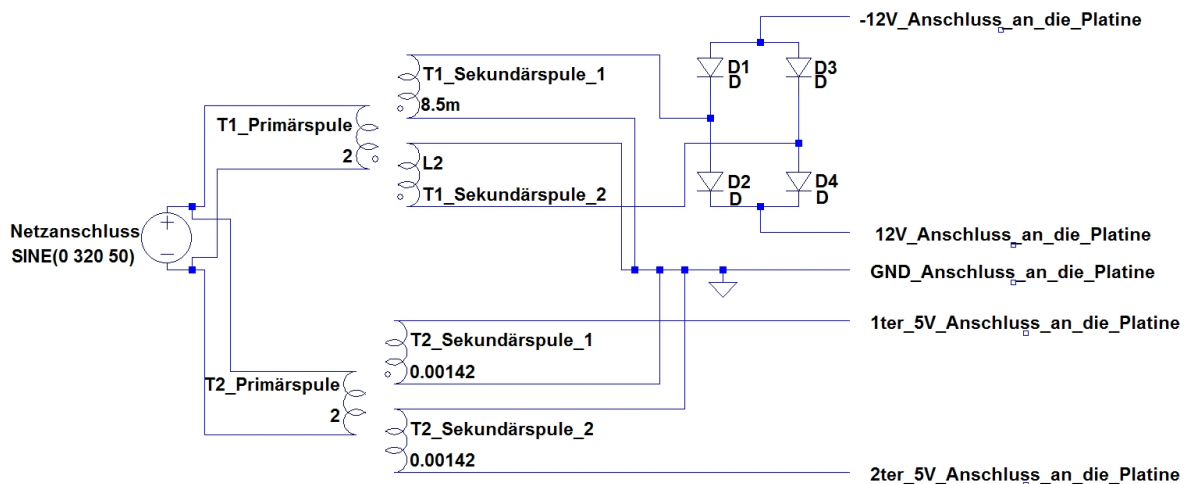 -12V_Anschluss_an_die_Platine
T1_Sekundärspule_1
8.5m
D1
D
D3
D
T1_Primärspule
2
L2
T1_Sekundärspule_2
D2
D
D4
D
Netzanschluss
SINE(0 320 50)
12V_Anschluss_an_die_Platine
GND_Anschluss_an_die_Platine
1ter_5V_Anschluss_an_die_Platine
T2_Sekundärspule_1
0.00142
T2_Primärspule
2
T2_Sekundärspule_2
0.00142
2ter_5V_Anschluss_an_die_Platine